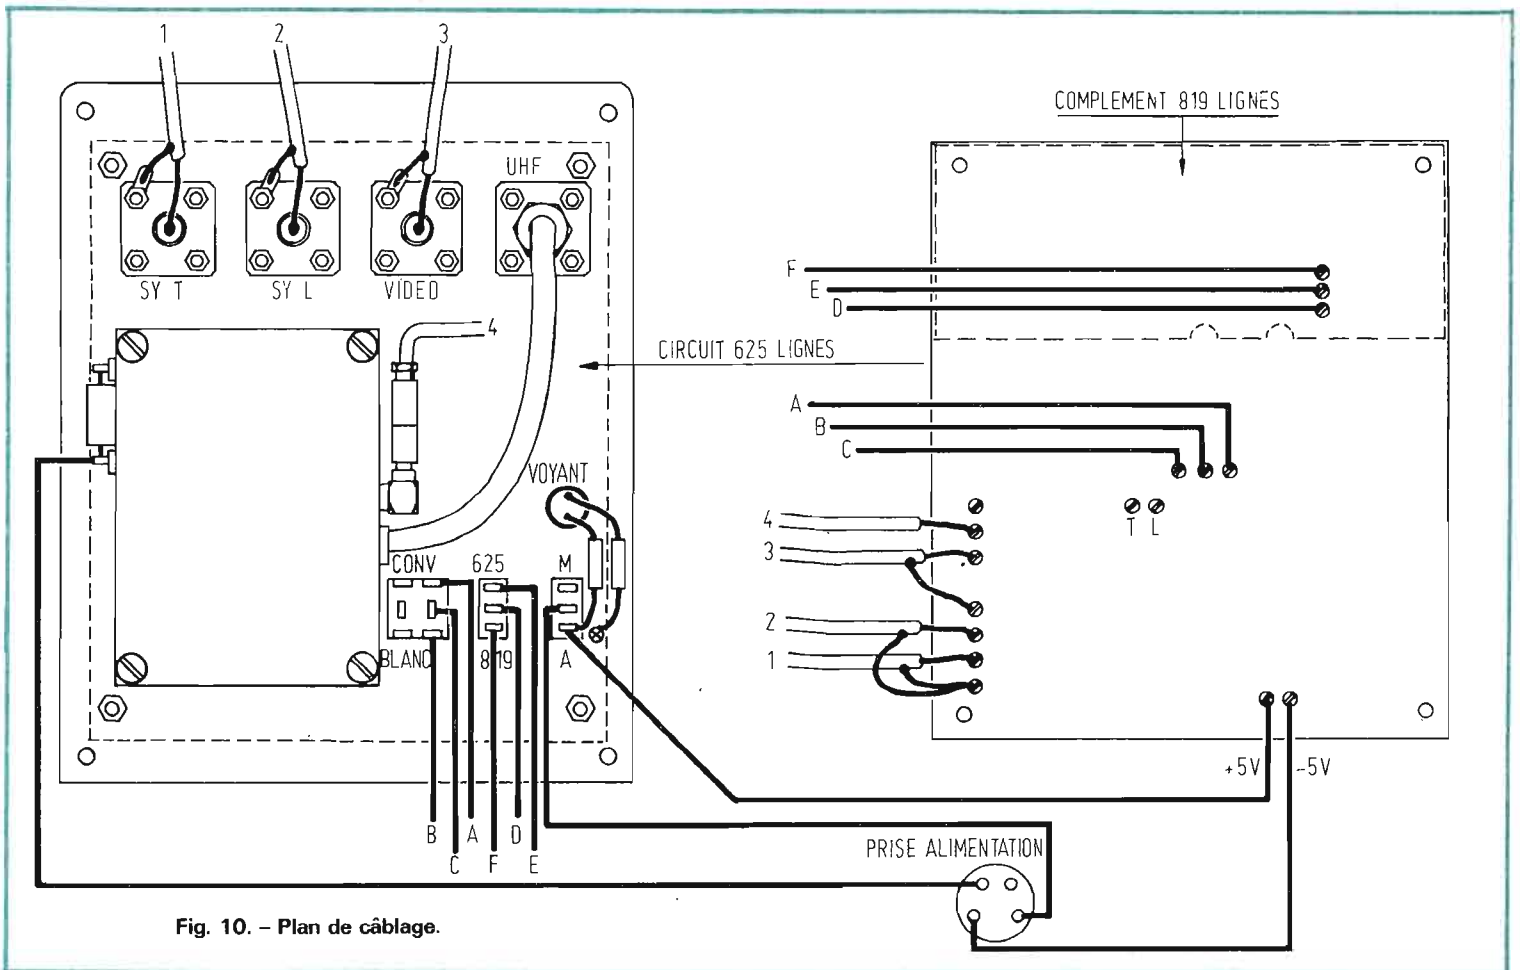 1 2 3
COMPLEMENT 819 LIGNES
UHF
SY T SY L VIDEO
F
E
D
4
CIRCUIT 625 LIGNES
A
B
C
VOYANT
T L
4
3
CONV 625 M
2
1
BLANC 819 A
+5V -5V
B A D
C F E
PRISE ALIMENTATION
Fig. 10. – Plan de câblage.